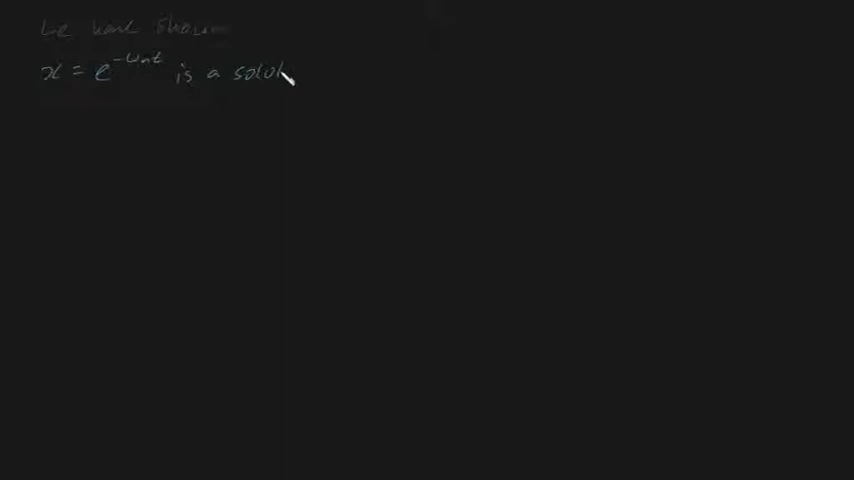 we have shown
x = e^{-ωnt} is a solut